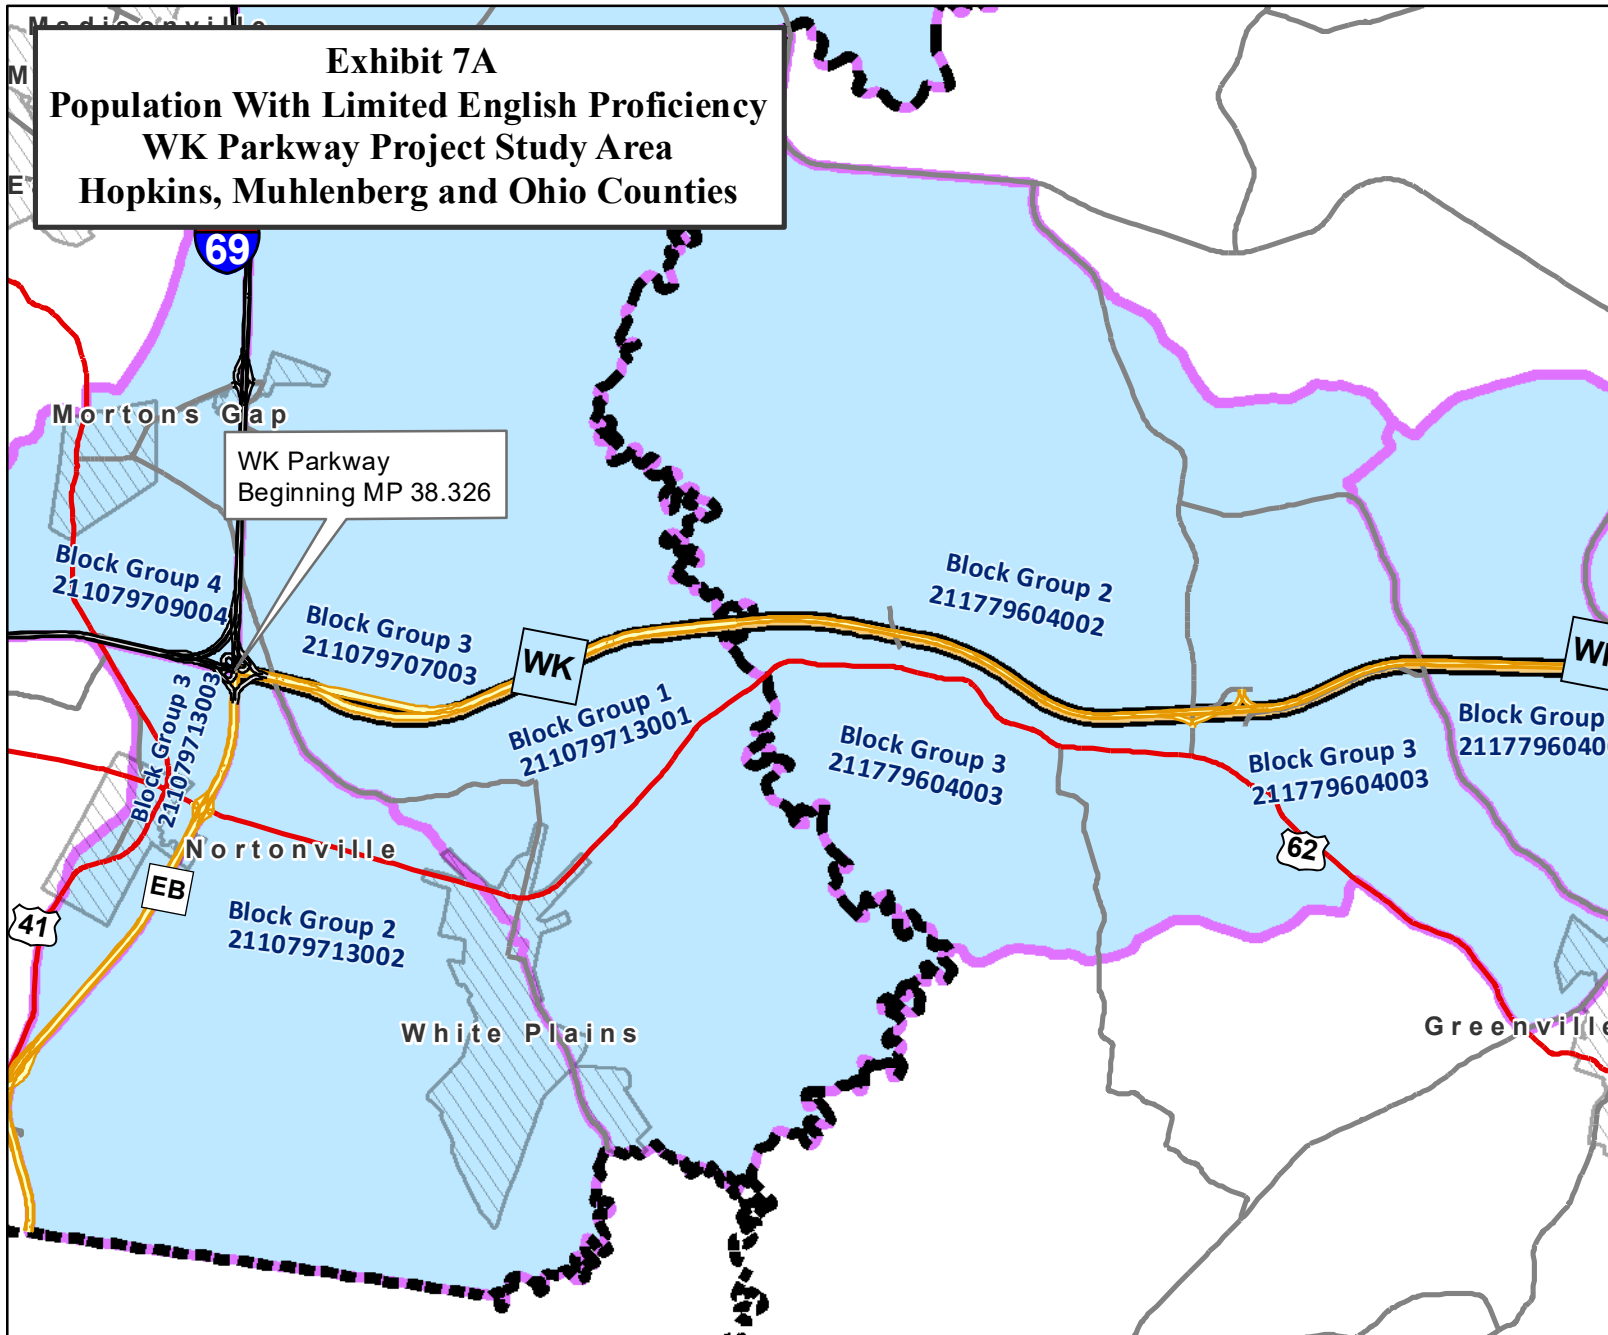 Madisonville
M
E
Exhibit 7A
Population With Limited English Proficiency
WK Parkway Project Study Area
Hopkins, Muhlenberg and Ohio Counties
69
Mortons Gap
WK Parkway
Beginning MP 38.326
Block Group 4
211079709004
Block Group 3
211079707003
WK
Block Group 2
211779604002
Block Group 3
211079713003
Block Group 1
211079713001
Block Group 3
211779604003
Block Group 3
211779604003
Block Group
2117796040
62
Nortonville
EB
41
Block Group 2
211079713002
White Plains
Greenville